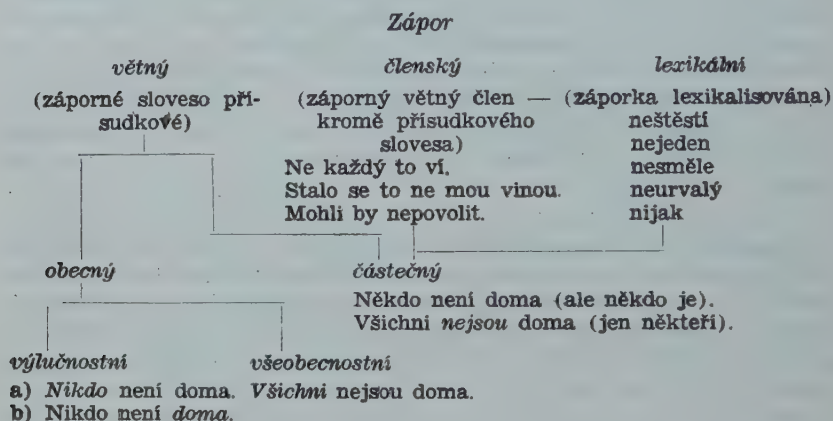 Zápor
větný členský lexikální
(záporné sloveso pří- (záporný větný člen — (záporka lexikalisována)
sudkové) kromě přísudkového neštěstí
slovesa) nejeden
Ne každý to ví. nesměle
Stalo se to ne mou vinou. neurvalý
Mohli by nepovolit. nijak
obecný částečný
Někdo není doma (ale někdo je).
Všichni nejsou doma (jen někteří).
výlučnostní všeobecnostní
a) Nikdo není doma. Všichni nejsou doma.
b) Nikdo není doma.